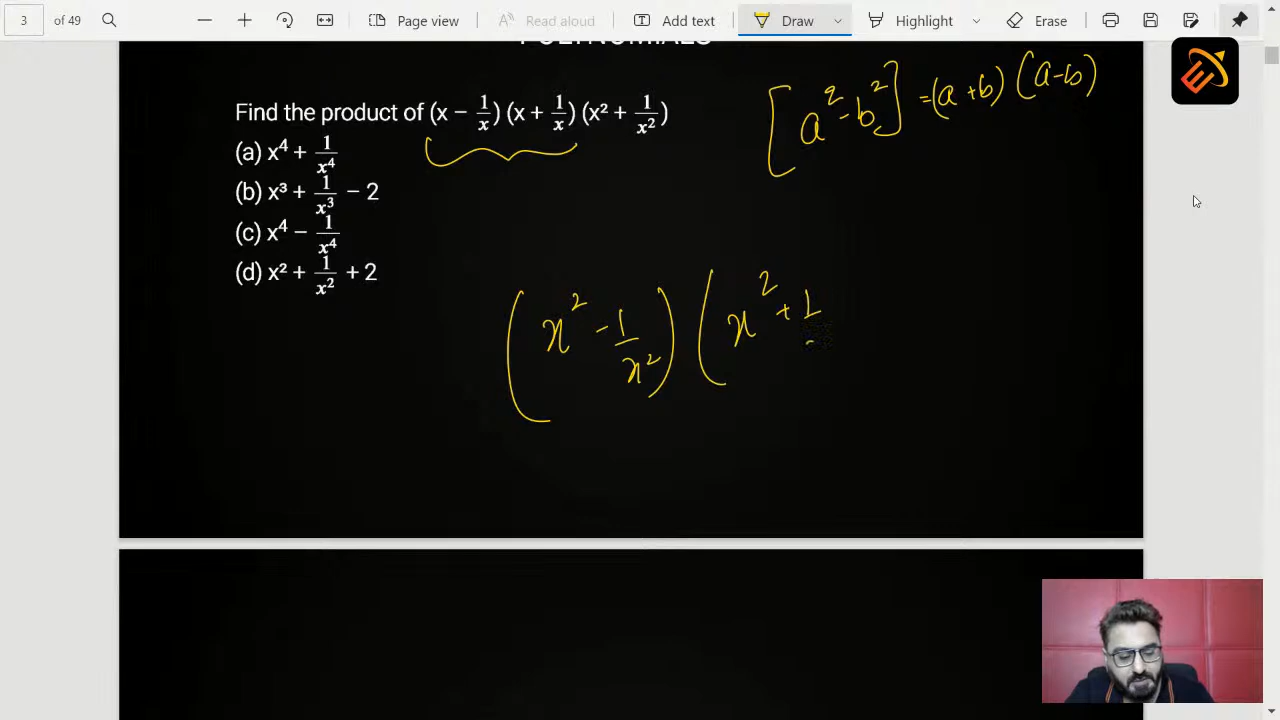 3 of 49 Page view Read aloud Add text Draw Highlight Erase
POLYNOMIALS
[a² - b²] = (a + b) (a - b)
Find the product of (x − 1/x) (x + 1/x) (x² + 1/x²)
(a) x⁴ + 1/x⁴
(b) x³ + 1/x³ − 2
(c) x⁴ − 1/x⁴
(d) x² + 1/x² + 2
(x² - 1/x²) (x² + 1